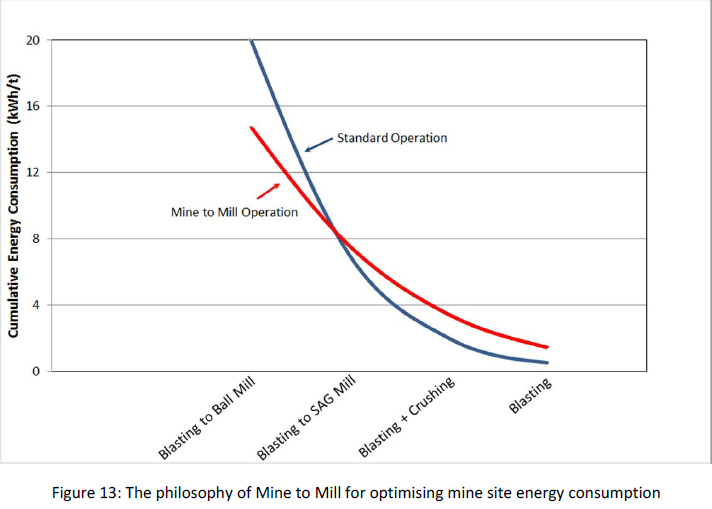 Cumulative Energy Consumption (kWh/t)
20
16
12
8
4
0
Standard Operation
Mine to Mill Operation
Blasting to Ball Mill
Blasting to SAG Mill
Blasting + Crushing
Blasting
Figure 13: The philosophy of Mine to Mill for optimising mine site energy consumption